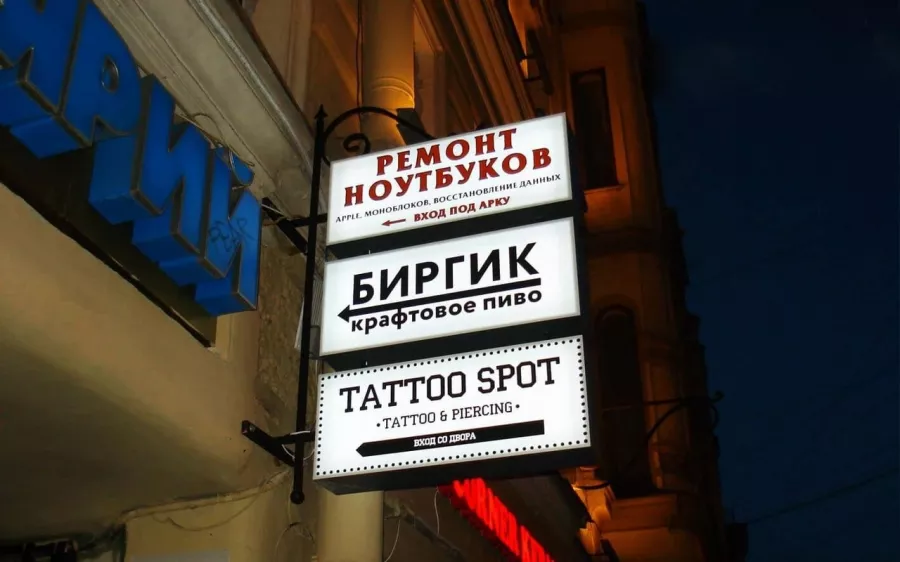 РЕМОНТ
НОУТБУКОВ
APPLE, МОНОБЛОКОВ, ВОССТАНОВЛЕНИЕ ДАННЫХ
ВХОД ПОД АРКУ
БИРГИК
крафтовое пиво
TATTOO SPOT
•TATTOO & PIERCING•
ВХОД СО ДВОРА